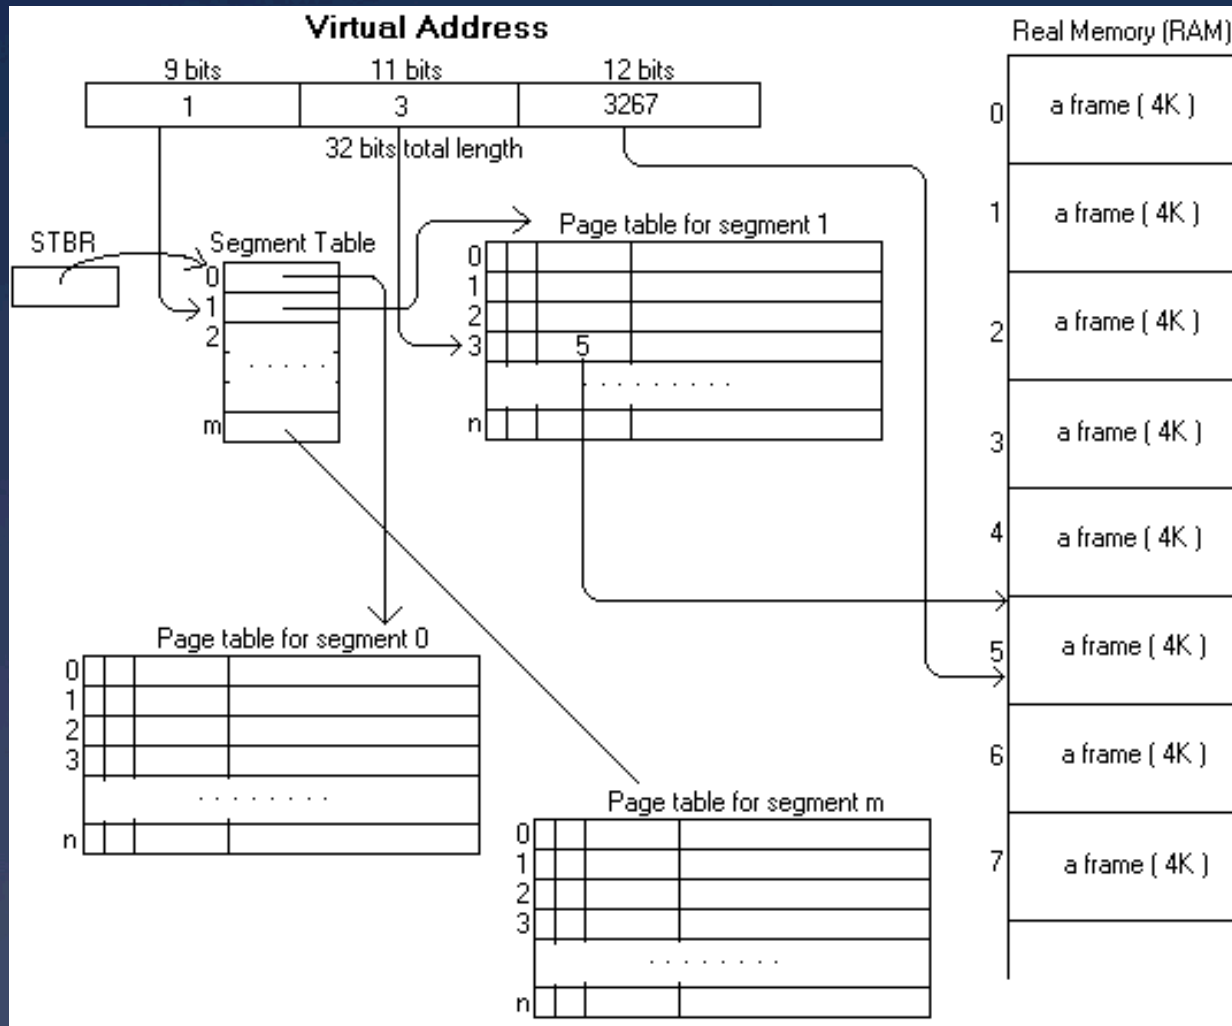 Virtual Address
Real Memory (RAM)
9 bits 11 bits 12 bits
1 3 3267
32 bits total length
STBR
Segment Table
0
1
2
. . . . .
m
Page table for segment 1
0
1
2
3 5
. . . . . . . . .
n
Page table for segment 0
0
1
2
3
. . . . . . . .
n
Page table for segment m
0
1
2
3
. . . . . . . .
n
0 a frame ( 4K )
1 a frame ( 4K )
2 a frame ( 4K )
3 a frame ( 4K )
4 a frame ( 4K )
5 a frame ( 4K )
6 a frame ( 4K )
7 a frame ( 4K )